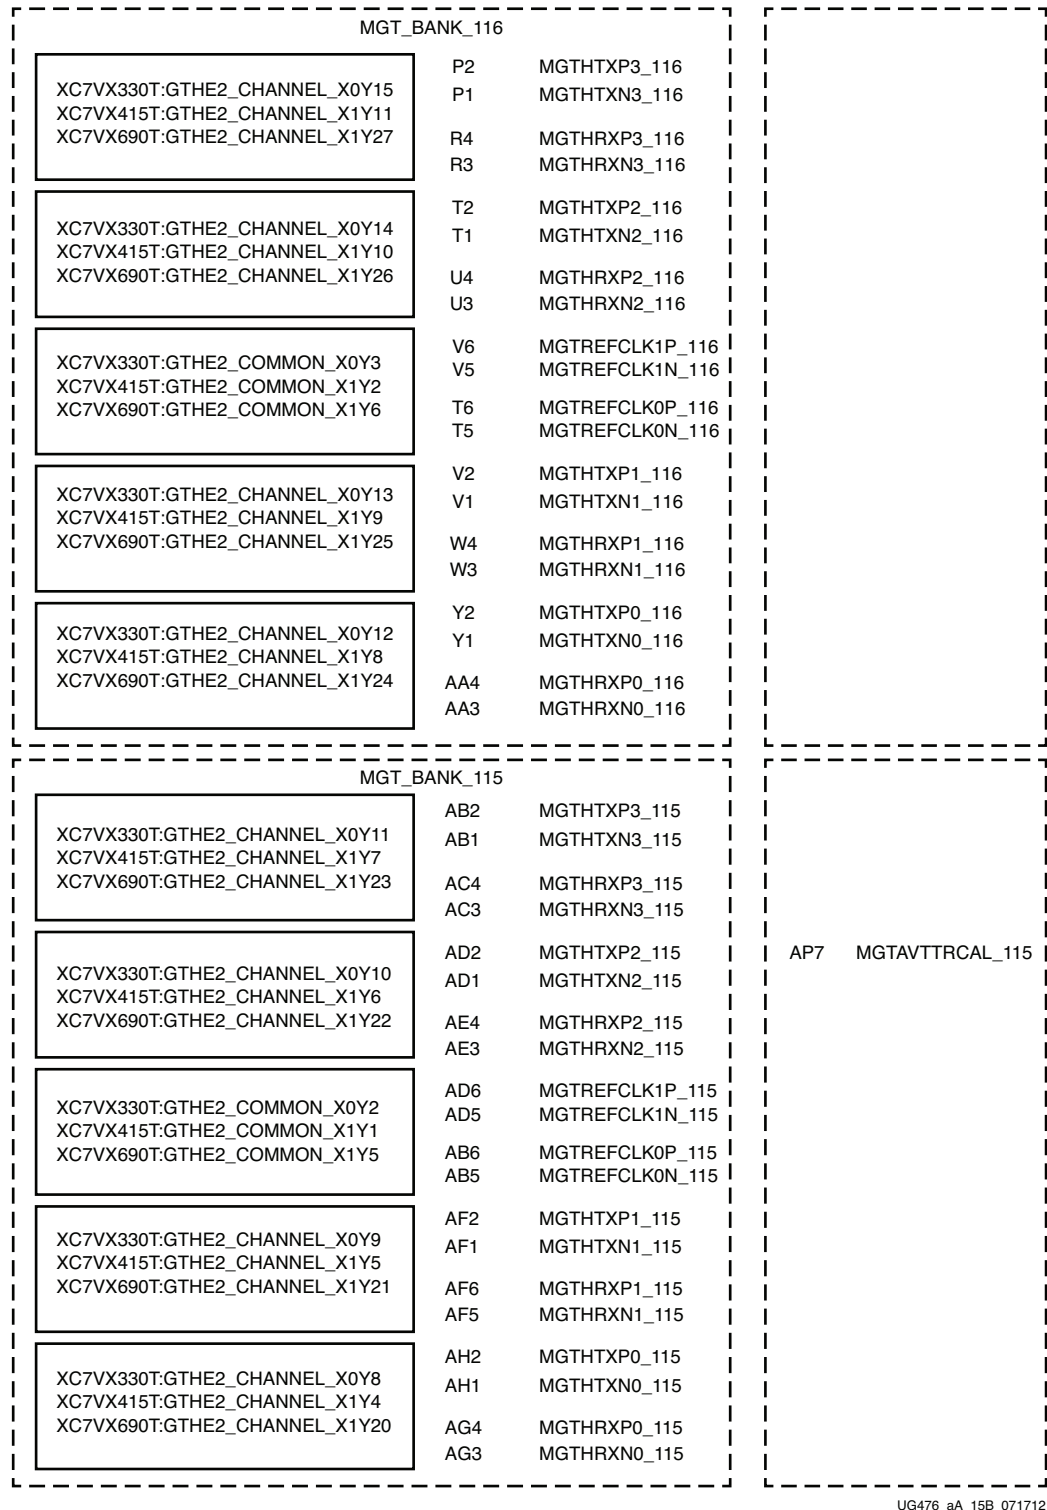 MGT_BANK_116
XC7VX330T:GTHE2_CHANNEL_X0Y15
XC7VX415T:GTHE2_CHANNEL_X1Y11
XC7VX690T:GTHE2_CHANNEL_X1Y27
P2 MGTHTXP3_116
P1 MGTHTXN3_116
R4 MGTHRXP3_116
R3 MGTHRXN3_116
XC7VX330T:GTHE2_CHANNEL_X0Y14
XC7VX415T:GTHE2_CHANNEL_X1Y10
XC7VX690T:GTHE2_CHANNEL_X1Y26
T2 MGTHTXP2_116
T1 MGTHTXN2_116
U4 MGTHRXP2_116
U3 MGTHRXN2_116
XC7VX330T:GTHE2_COMMON_X0Y3
XC7VX415T:GTHE2_COMMON_X1Y2
XC7VX690T:GTHE2_COMMON_X1Y6
V6 MGTREFCLK1P_116
V5 MGTREFCLK1N_116
T6 MGTREFCLK0P_116
T5 MGTREFCLK0N_116
XC7VX330T:GTHE2_CHANNEL_X0Y13
XC7VX415T:GTHE2_CHANNEL_X1Y9
XC7VX690T:GTHE2_CHANNEL_X1Y25
V2 MGTHTXP1_116
V1 MGTHTXN1_116
W4 MGTHRXP1_116
W3 MGTHRXN1_116
XC7VX330T:GTHE2_CHANNEL_X0Y12
XC7VX415T:GTHE2_CHANNEL_X1Y8
XC7VX690T:GTHE2_CHANNEL_X1Y24
Y2 MGTHTXP0_116
Y1 MGTHTXN0_116
AA4 MGTHRXP0_116
AA3 MGTHRXN0_116
MGT_BANK_115
XC7VX330T:GTHE2_CHANNEL_X0Y11
XC7VX415T:GTHE2_CHANNEL_X1Y7
XC7VX690T:GTHE2_CHANNEL_X1Y23
AB2 MGTHTXP3_115
AB1 MGTHTXN3_115
AC4 MGTHRXP3_115
AC3 MGTHRXN3_115
XC7VX330T:GTHE2_CHANNEL_X0Y10
XC7VX415T:GTHE2_CHANNEL_X1Y6
XC7VX690T:GTHE2_CHANNEL_X1Y22
AD2 MGTHTXP2_115
AD1 MGTHTXN2_115
AE4 MGTHRXP2_115
AE3 MGTHRXN2_115
XC7VX330T:GTHE2_COMMON_X0Y2
XC7VX415T:GTHE2_COMMON_X1Y1
XC7VX690T:GTHE2_COMMON_X1Y5
AD6 MGTREFCLK1P_115
AD5 MGTREFCLK1N_115
AB6 MGTREFCLK0P_115
AB5 MGTREFCLK0N_115
XC7VX330T:GTHE2_CHANNEL_X0Y9
XC7VX415T:GTHE2_CHANNEL_X1Y5
XC7VX690T:GTHE2_CHANNEL_X1Y21
AF2 MGTHTXP1_115
AF1 MGTHTXN1_115
AF6 MGTHRXP1_115
AF5 MGTHRXN1_115
XC7VX330T:GTHE2_CHANNEL_X0Y8
XC7VX415T:GTHE2_CHANNEL_X1Y4
XC7VX690T:GTHE2_CHANNEL_X1Y20
AH2 MGTHTXP0_115
AH1 MGTHTXN0_115
AG4 MGTHRXP0_115
AG3 MGTHRXN0_115
AP7 MGTAVTTRCAL_115
UG476_aA_15B_071712